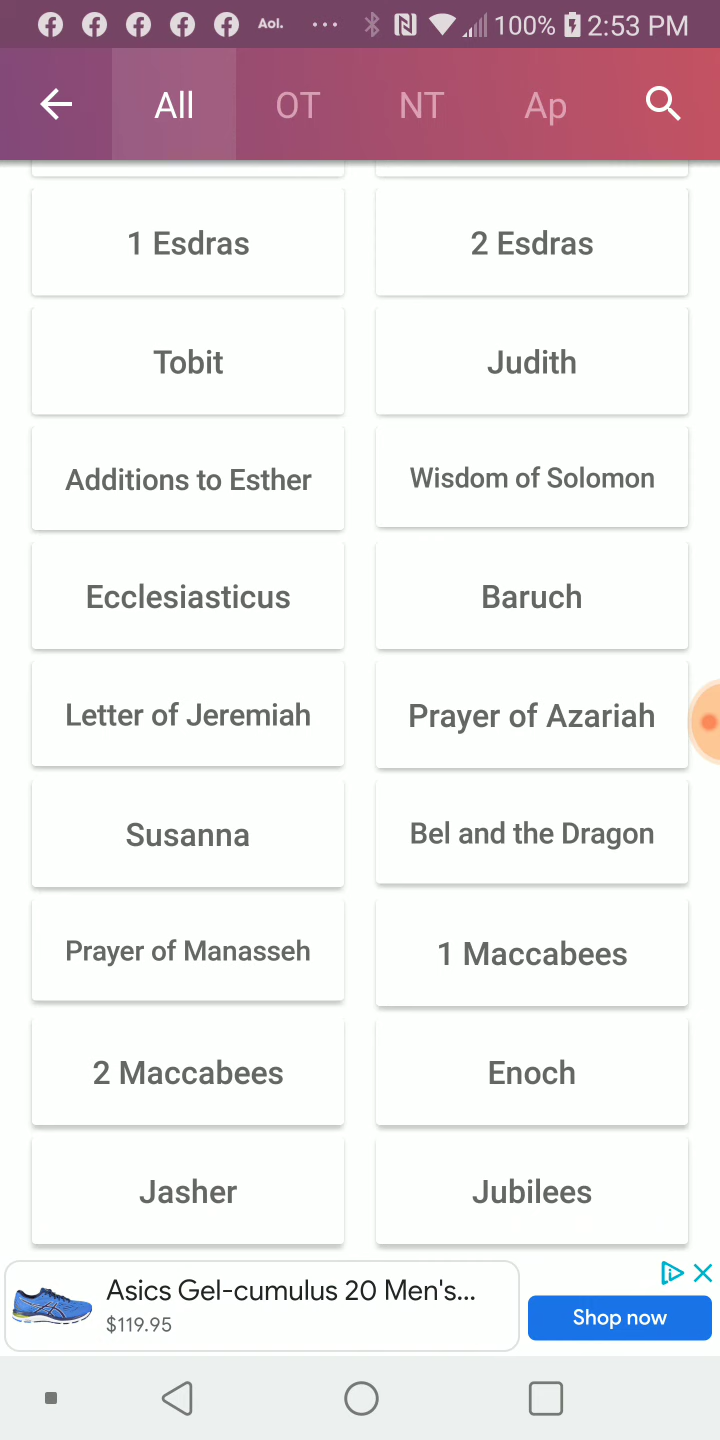 Aol. ... 100% 2:53 PM
All OT NT Ap
1 Esdras 2 Esdras
Tobit Judith
Additions to Esther Wisdom of Solomon
Ecclesiasticus Baruch
Letter of Jeremiah Prayer of Azariah
Susanna Bel and the Dragon
Prayer of Manasseh 1 Maccabees
2 Maccabees Enoch
Jasher Jubilees
Asics Gel-cumulus 20 Men's...
$119.95
Shop now